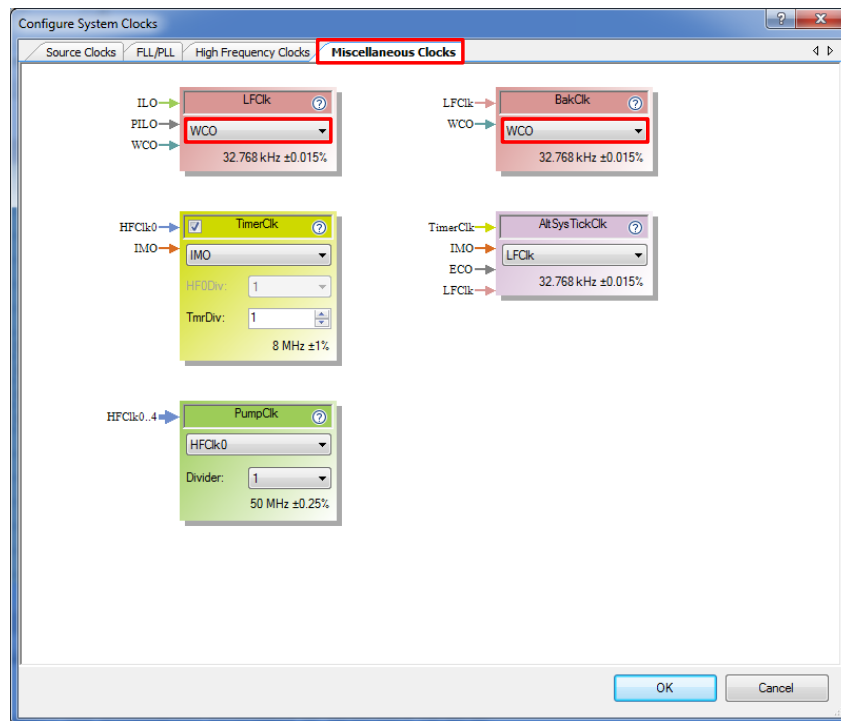 Configure System Clocks
?
X
Source Clocks
FLL/PLL
High Frequency Clocks
Miscellaneous Clocks
LFClk
?
ILO
PILO
WCO
WCO
32.768 kHz ±0.015%
BakClk
?
LFClk
WCO
WCO
32.768 kHz ±0.015%
TimerClk
?
HFClk0
IMO
IMO
HF0Div: 1
TmrDiv: 1
8 MHz ±1%
AltSysTickClk
?
TimerClk
IMO
ECO
LFClk
LFClk
32.768 kHz ±0.015%
PumpClk
?
HFClk0..4
HFClk0
Divider: 1
50 MHz ±0.25%
OK
Cancel